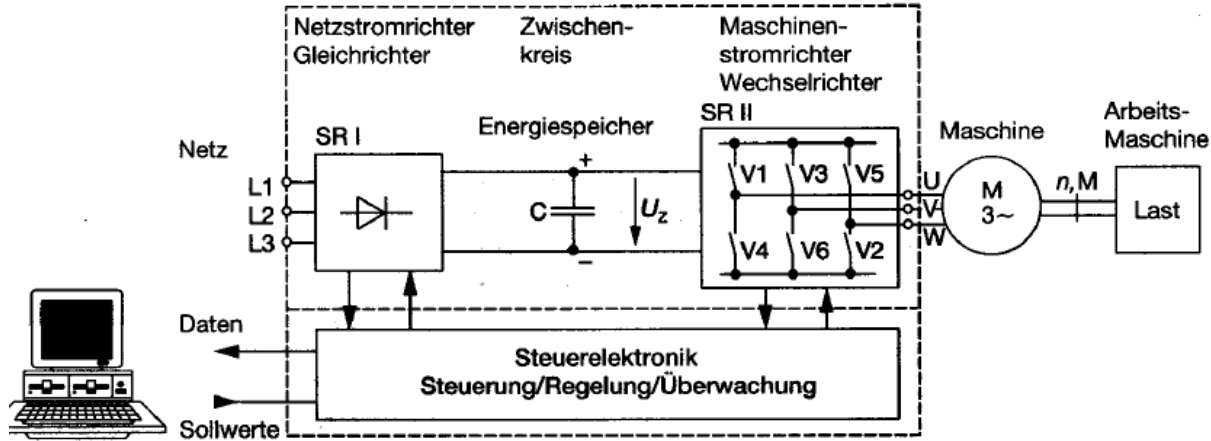 Netzstromrichter
Gleichrichter
Zwischen-
kreis
Maschinen-
stromrichter
Wechselrichter
SR I
Energiespeicher
SR II
Maschine
Arbeits-
Maschine
Netz
L1
L2
L3
+
C
U_z
–
V1
V3
V5
V4
V6
V2
U
V
W
M
3~
n,M
Last
Daten
Steuerelektronik
Steuerung/Regelung/Überwachung
Sollwerte